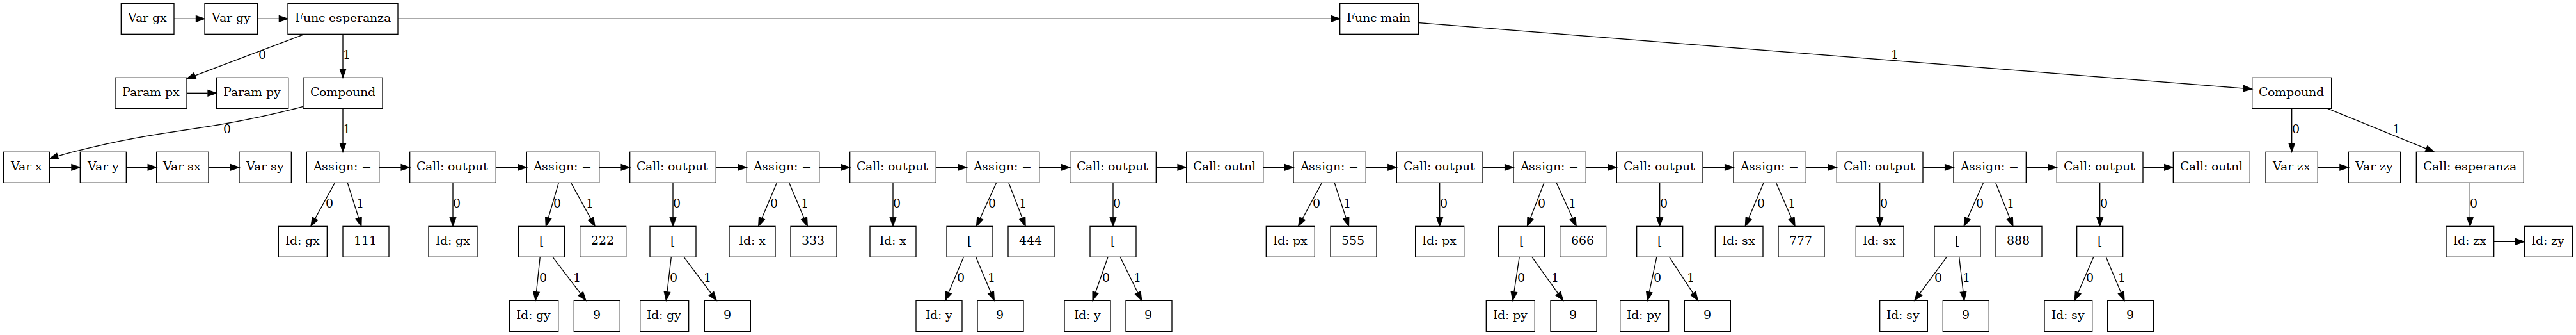 Var gx
Var gy
Func esperanza
Func main
0
1
1
Param px
Param py
Compound
Compound
0
1
0
1
Var x
Var y
Var sx
Var sy
Assign: =
Call: output
Assign: =
Call: output
Assign: =
Call: output
Assign: =
Call: output
Call: outnl
Assign: =
Call: output
Assign: =
Call: output
Assign: =
Call: output
Assign: =
Call: output
Call: outnl
Var zx
Var zy
Call: esperanza
0
1
0
0
1
0
0
1
0
0
1
0
0
1
0
0
1
0
0
1
0
0
1
0
0
Id: gx
111
Id: gx
[
222
[
Id: x
333
Id: x
[
444
[
Id: px
555
Id: px
[
666
[
Id: sx
777
Id: sx
[
888
[
Id: zx
Id: zy
0
1
0
1
0
1
0
1
0
1
0
1
0
1
0
1
Id: gy
9
Id: gy
9
Id: y
9
Id: y
9
Id: py
9
Id: py
9
Id: sy
9
Id: sy
9